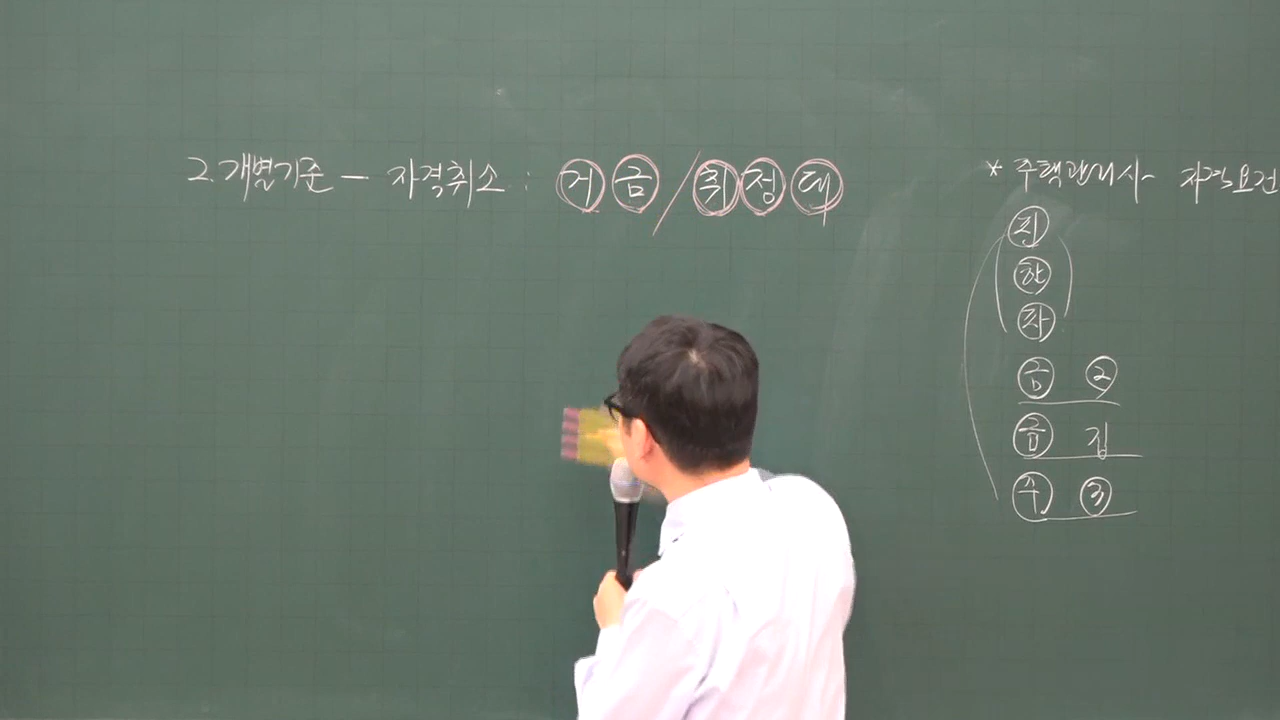 2. 개별기준 - 자격취소 : 거 금 / 취 정 대
* 주택관리사 - 자격요건
진
한
자
금 2
금 집
수 3